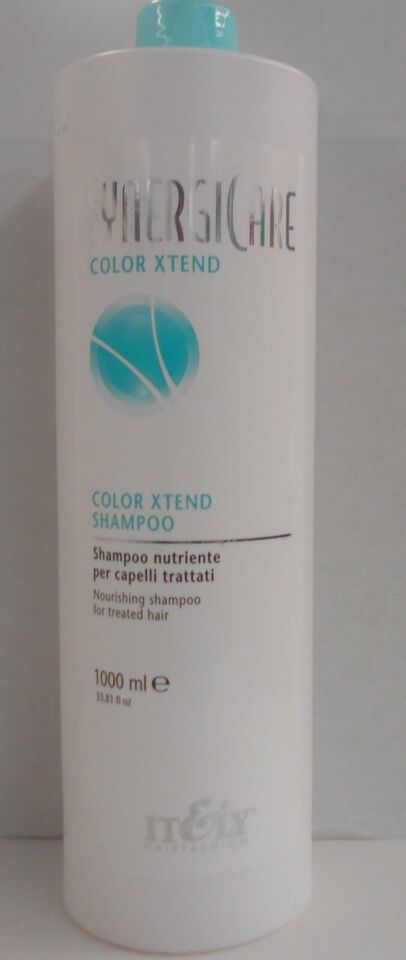 SYNERGICARE
COLOR XTEND
COLOR XTEND
SHAMPOO
Shampoo nutriente
per capelli trattati
Nourishing shampoo
for treated hair
1000 ml ℮
33.81 fl oz
IT&LY
HAIRFASHION